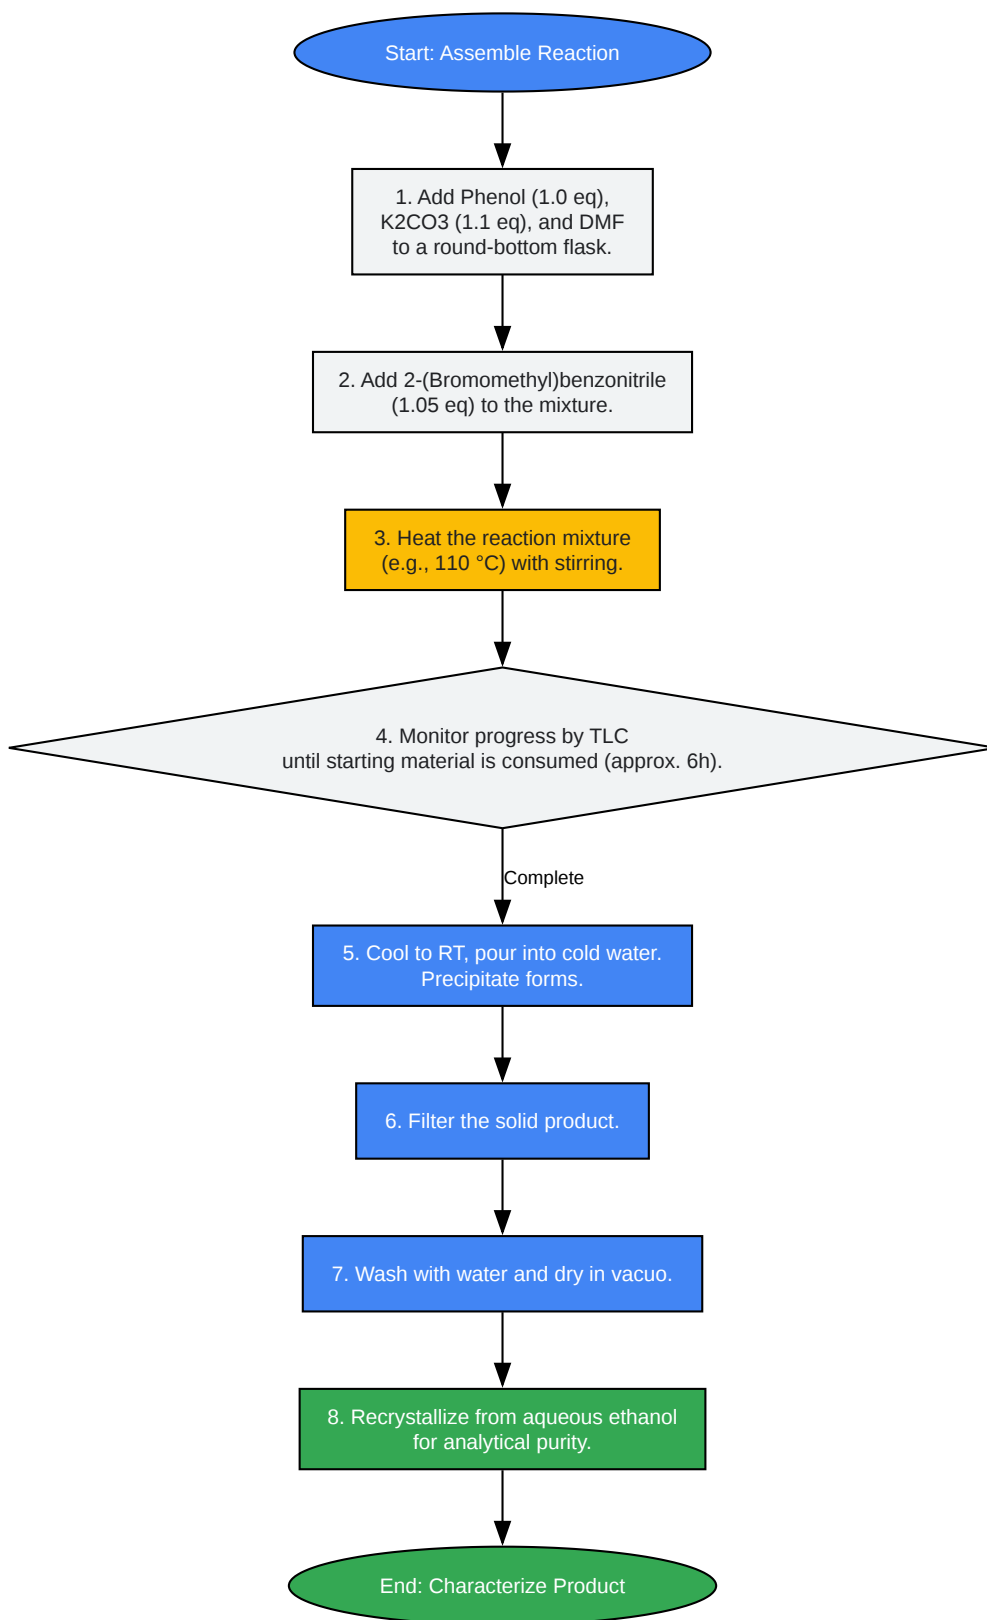 Start: Assemble Reaction
1. Add Phenol (1.0 eq),
K2CO3 (1.1 eq), and DMF
to a round-bottom flask.
2. Add 2-(Bromomethyl)benzonitrile
(1.05 eq) to the mixture.
3. Heat the reaction mixture
(e.g., 110 °C) with stirring.
4. Monitor progress by TLC
until starting material is consumed (approx. 6h).
Complete
5. Cool to RT, pour into cold water.
Precipitate forms.
6. Filter the solid product.
7. Wash with water and dry in vacuo.
8. Recrystallize from aqueous ethanol
for analytical purity.
End: Characterize Product